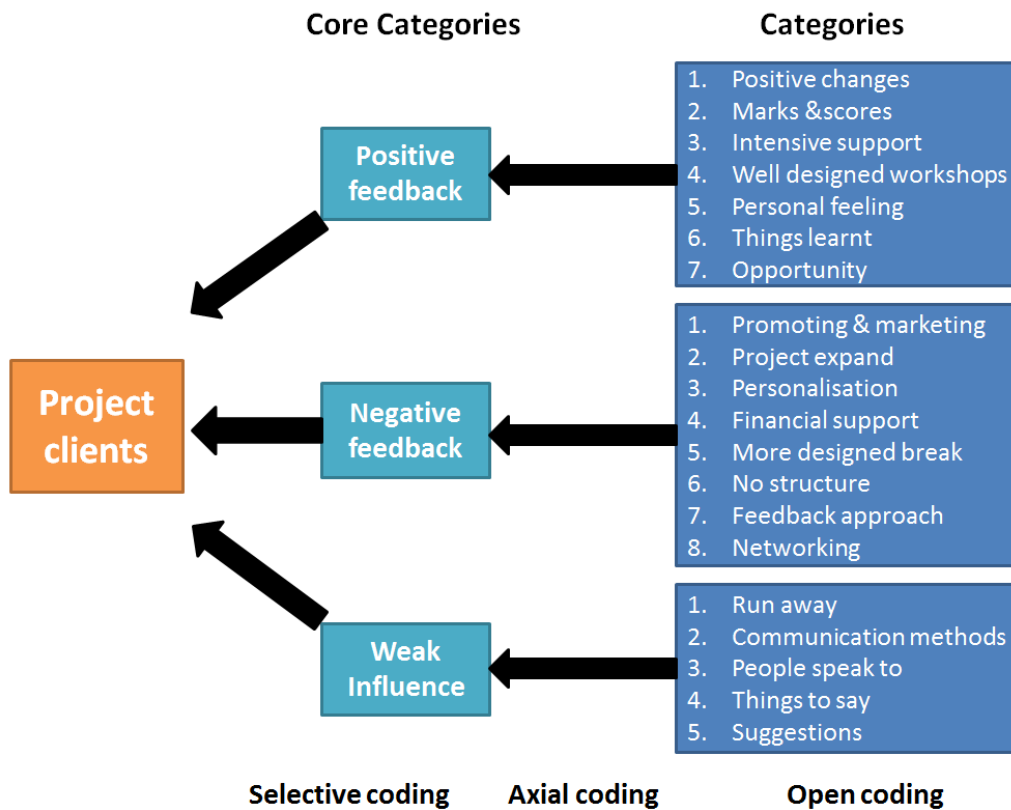 Core Categories
Categories
Positive
feedback
1. Positive changes
2. Marks &scores
3. Intensive support
4. Well designed workshops
5. Personal feeling
6. Things learnt
7. Opportunity
Project
clients
Negative
feedback
1. Promoting & marketing
2. Project expand
3. Personalisation
4. Financial support
5. More designed break
6. No structure
7. Feedback approach
8. Networking
Weak
Influence
1. Run away
2. Communication methods
3. People speak to
4. Things to say
5. Suggestions
Selective coding
Axial coding
Open coding